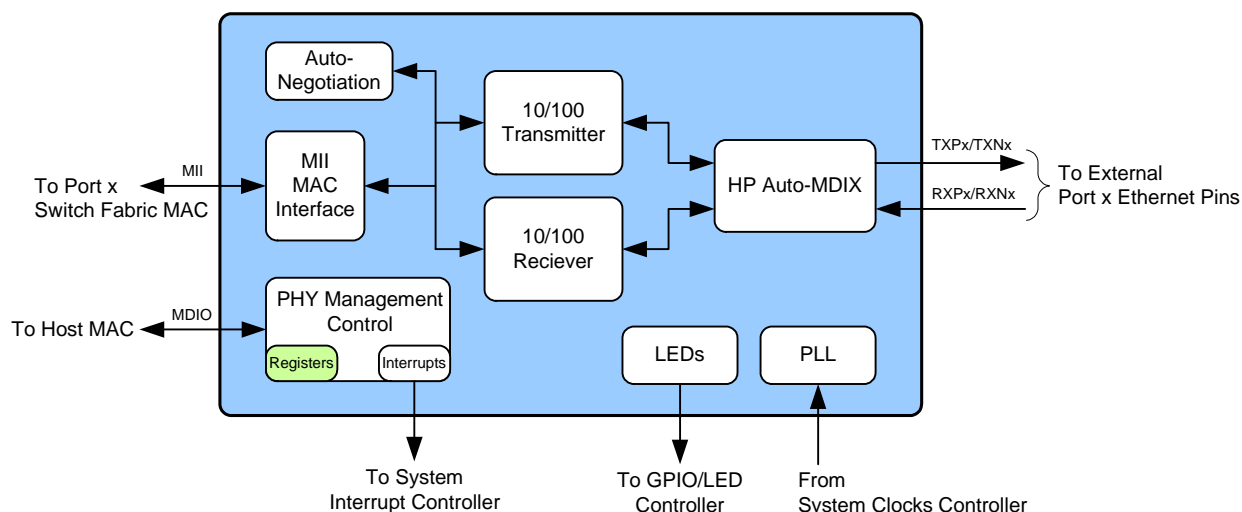 Auto-
Negotiation
10/100
Transmitter
MII
MAC
Interface
HP Auto-MDIX
TXPx/TXNx
RXPx/RXNx
To External
Port x Ethernet Pins
MII
To Port x
Switch Fabric MAC
10/100
Reciever
PHY Management
Control
Registers
Interrupts
MDIO
To Host MAC
LEDs
PLL
To System
Interrupt Controller
To GPIO/LED
Controller
From
System Clocks Controller